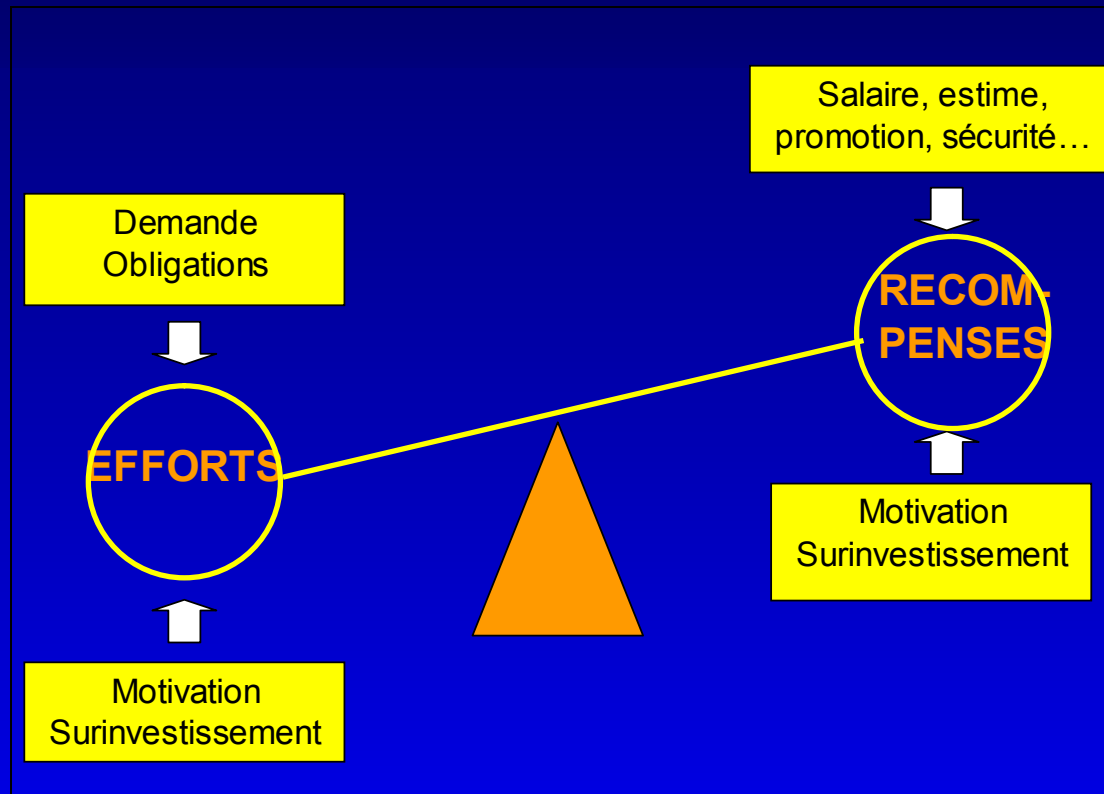 Salaire, estime,
promotion, sécurité…
Demande
Obligations
RECOM-
PENSES
EFFORTS
Motivation
Surinvestissement
Motivation
Surinvestissement